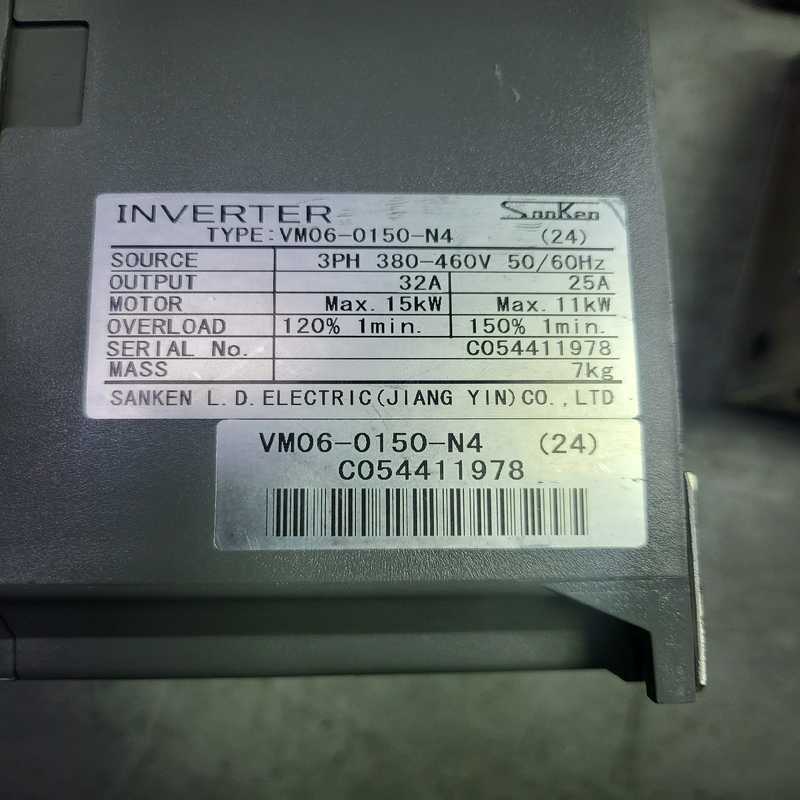 INVERTER SanKen
TYPE:VM06-0150-N4 (24)
SOURCE 3PH 380-460V 50/60Hz
OUTPUT 32A 25A
MOTOR Max.15kW Max.11kW
OVERLOAD 120% 1min. 150% 1min.
SERIAL No. C054411978
MASS 7kg
SANKEN L.D.ELECTRIC(JIANG YIN)CO.,LTD
VM06-0150-N4 (24)
C054411978